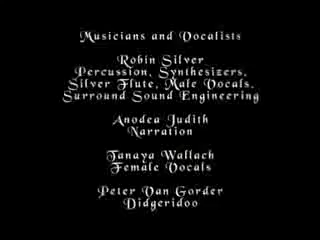 Musicians and Vocalists
Robin Silver
Percussion, Synthesizers,
Silver Flute, Male Vocals,
Surround Sound Engineering
Anodea Judith
Narration
Tanaya Wallach
Female Vocals
Peter Van Gorder
Didgeridoo